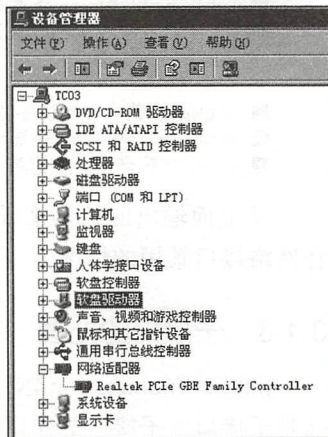 设备管理器
文件(F) 操作(A) 查看(V) 帮助(H)
TC03
DVD/CD-ROM 驱动器
IDE ATA/ATAPI 控制器
SCSI 和 RAID 控制器
处理器
磁盘驱动器
端口 (COM 和 LPT)
计算机
监视器
键盘
人体学接口设备
软盘控制器
软盘驱动器
声音、视频和游戏控制器
鼠标和其它指针设备
通用串行总线控制器
网络适配器
Realtek PCIe GBE Family Controller
系统设备
显示卡